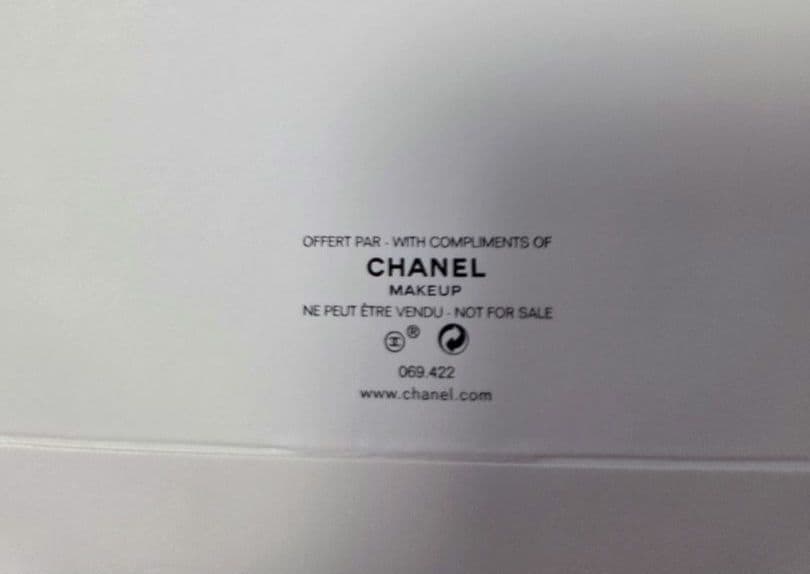 OFFERT PAR - WITH COMPLIMENTS OF
CHANEL
MAKEUP
NE PEUT ÊTRE VENDU - NOT FOR SALE
®
069.422
www.chanel.com